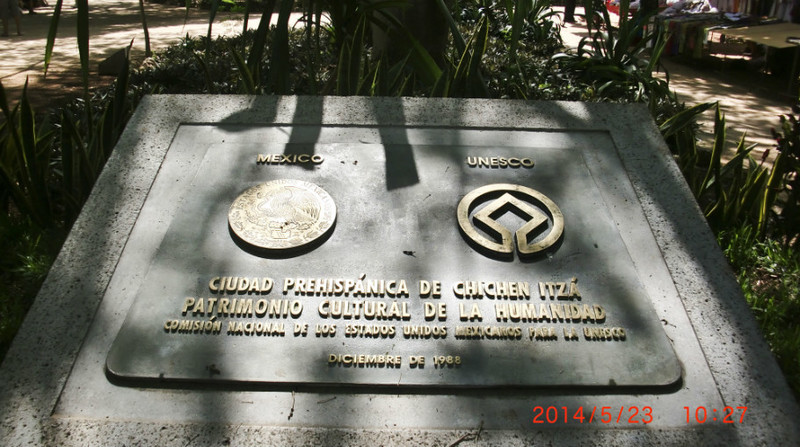 MEXICO
UNESCO
CIUDAD PREHISPÁNICA DE CHICHEN ITZÁ
PATRIMONIO CULTURAL DE LA HUMANIDAD
COMISIÓN NACIONAL DE LOS ESTADOS UNIDOS MEXICANOS PARA LA UNESCO
DICIEMBRE DE 1988
2014/5/23 10:27